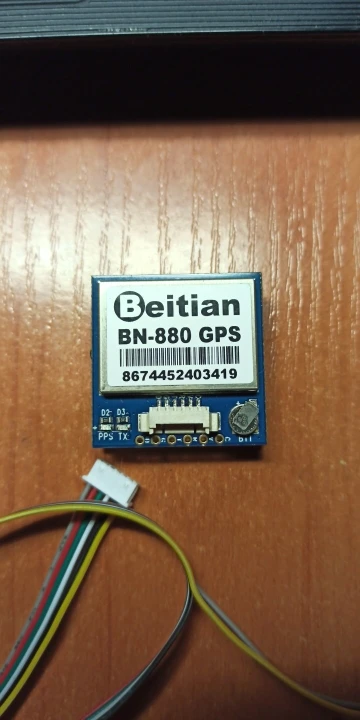 Beitian
BN-880 GPS
8674452403419
D2 D3
PPS TX